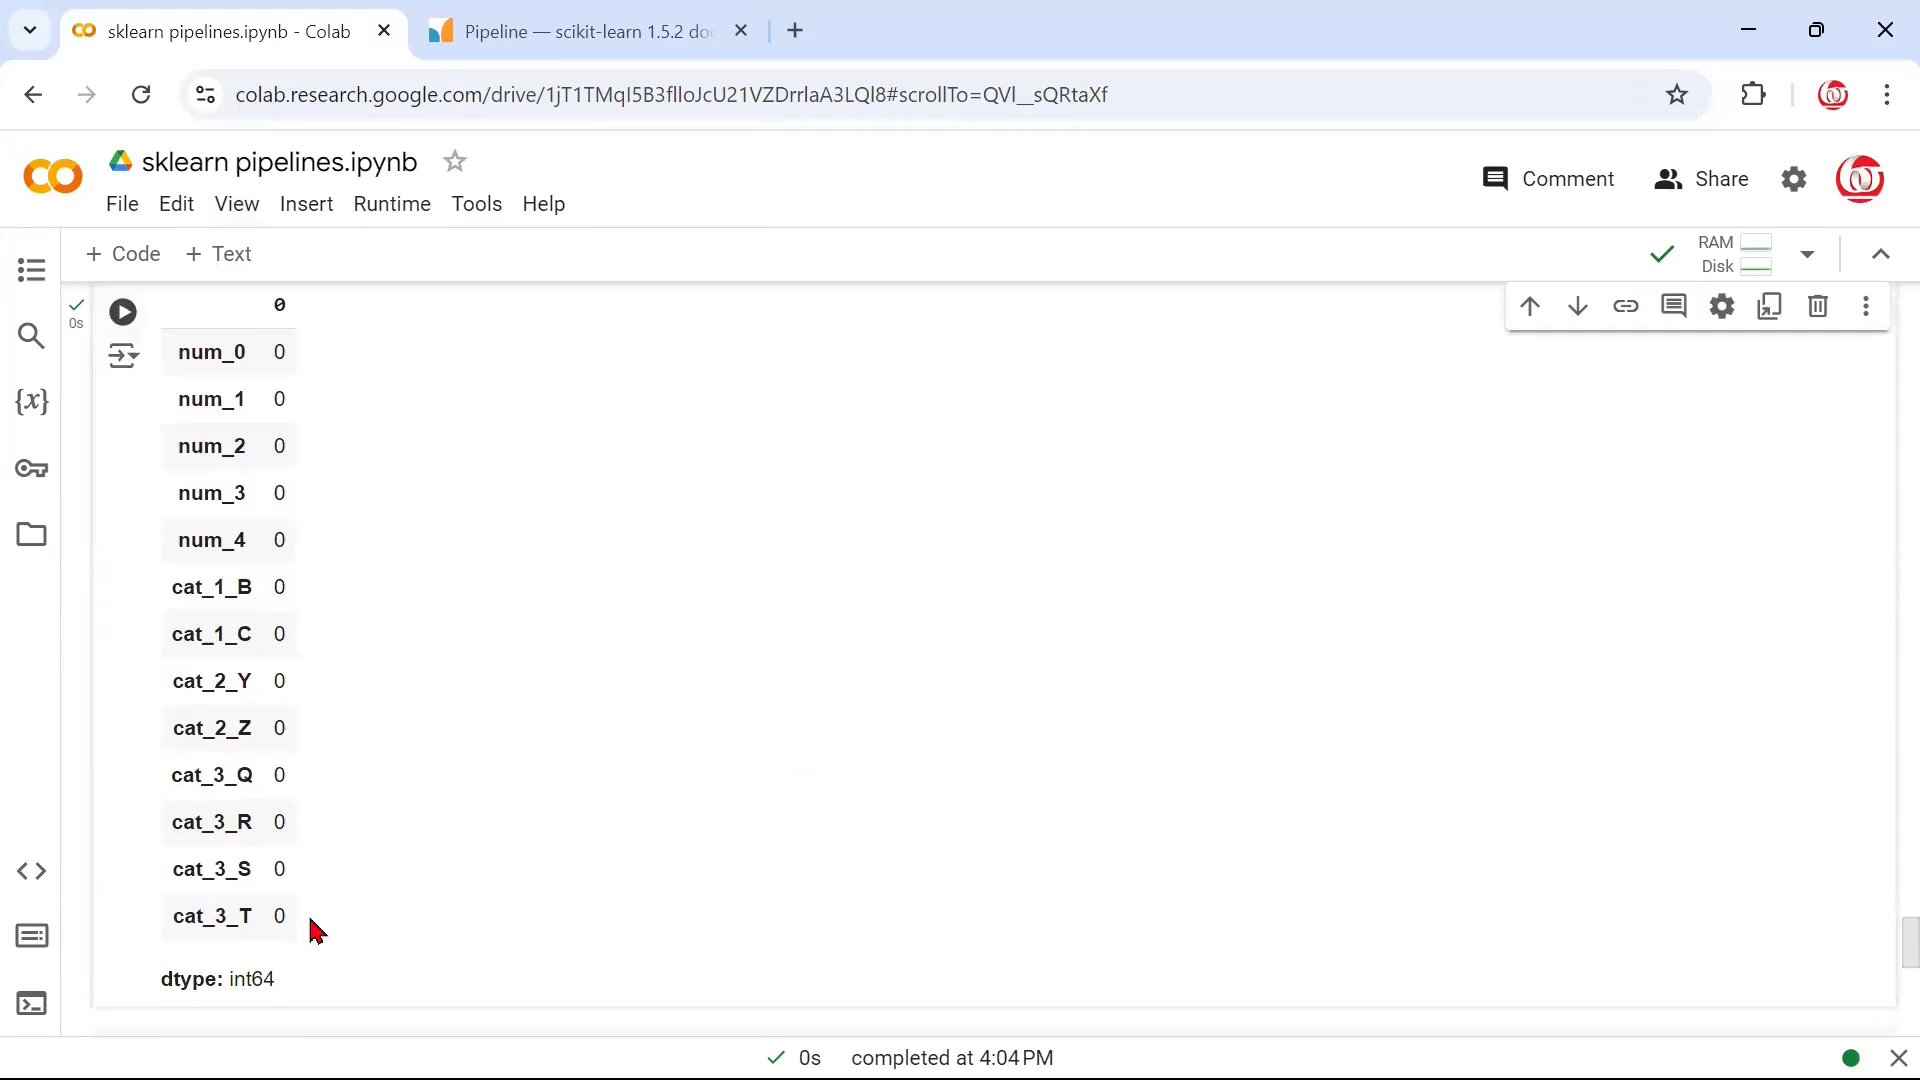 sklearn pipelines.ipynb - Colab
Pipeline — scikit-learn 1.5.2 do
colab.research.google.com/drive/1jT1TMqI5B3flloJcU21VZDrrlaA3LQl8#scrollTo=QVl__sQRtaXf
sklearn pipelines.ipynb
Comment
Share
File Edit View Insert Runtime Tools Help
+ Code + Text
RAM
Disk
0
0s
num_0 0
num_1 0
num_2 0
num_3 0
num_4 0
cat_1_B 0
cat_1_C 0
cat_2_Y 0
cat_2_Z 0
cat_3_Q 0
cat_3_R 0
cat_3_S 0
cat_3_T 0
dtype: int64
0s completed at 4:04 PM